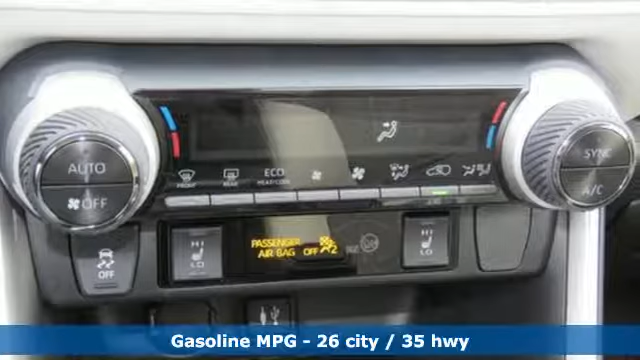 AUTO
OFF
FRONT
REAR
ECO
HEAT/COOL
SYNC
A/C
OFF
HI
LO
PASSENGER
AIR BAG OFF 2
HI
LO
Gasoline MPG - 26 city / 35 hwy